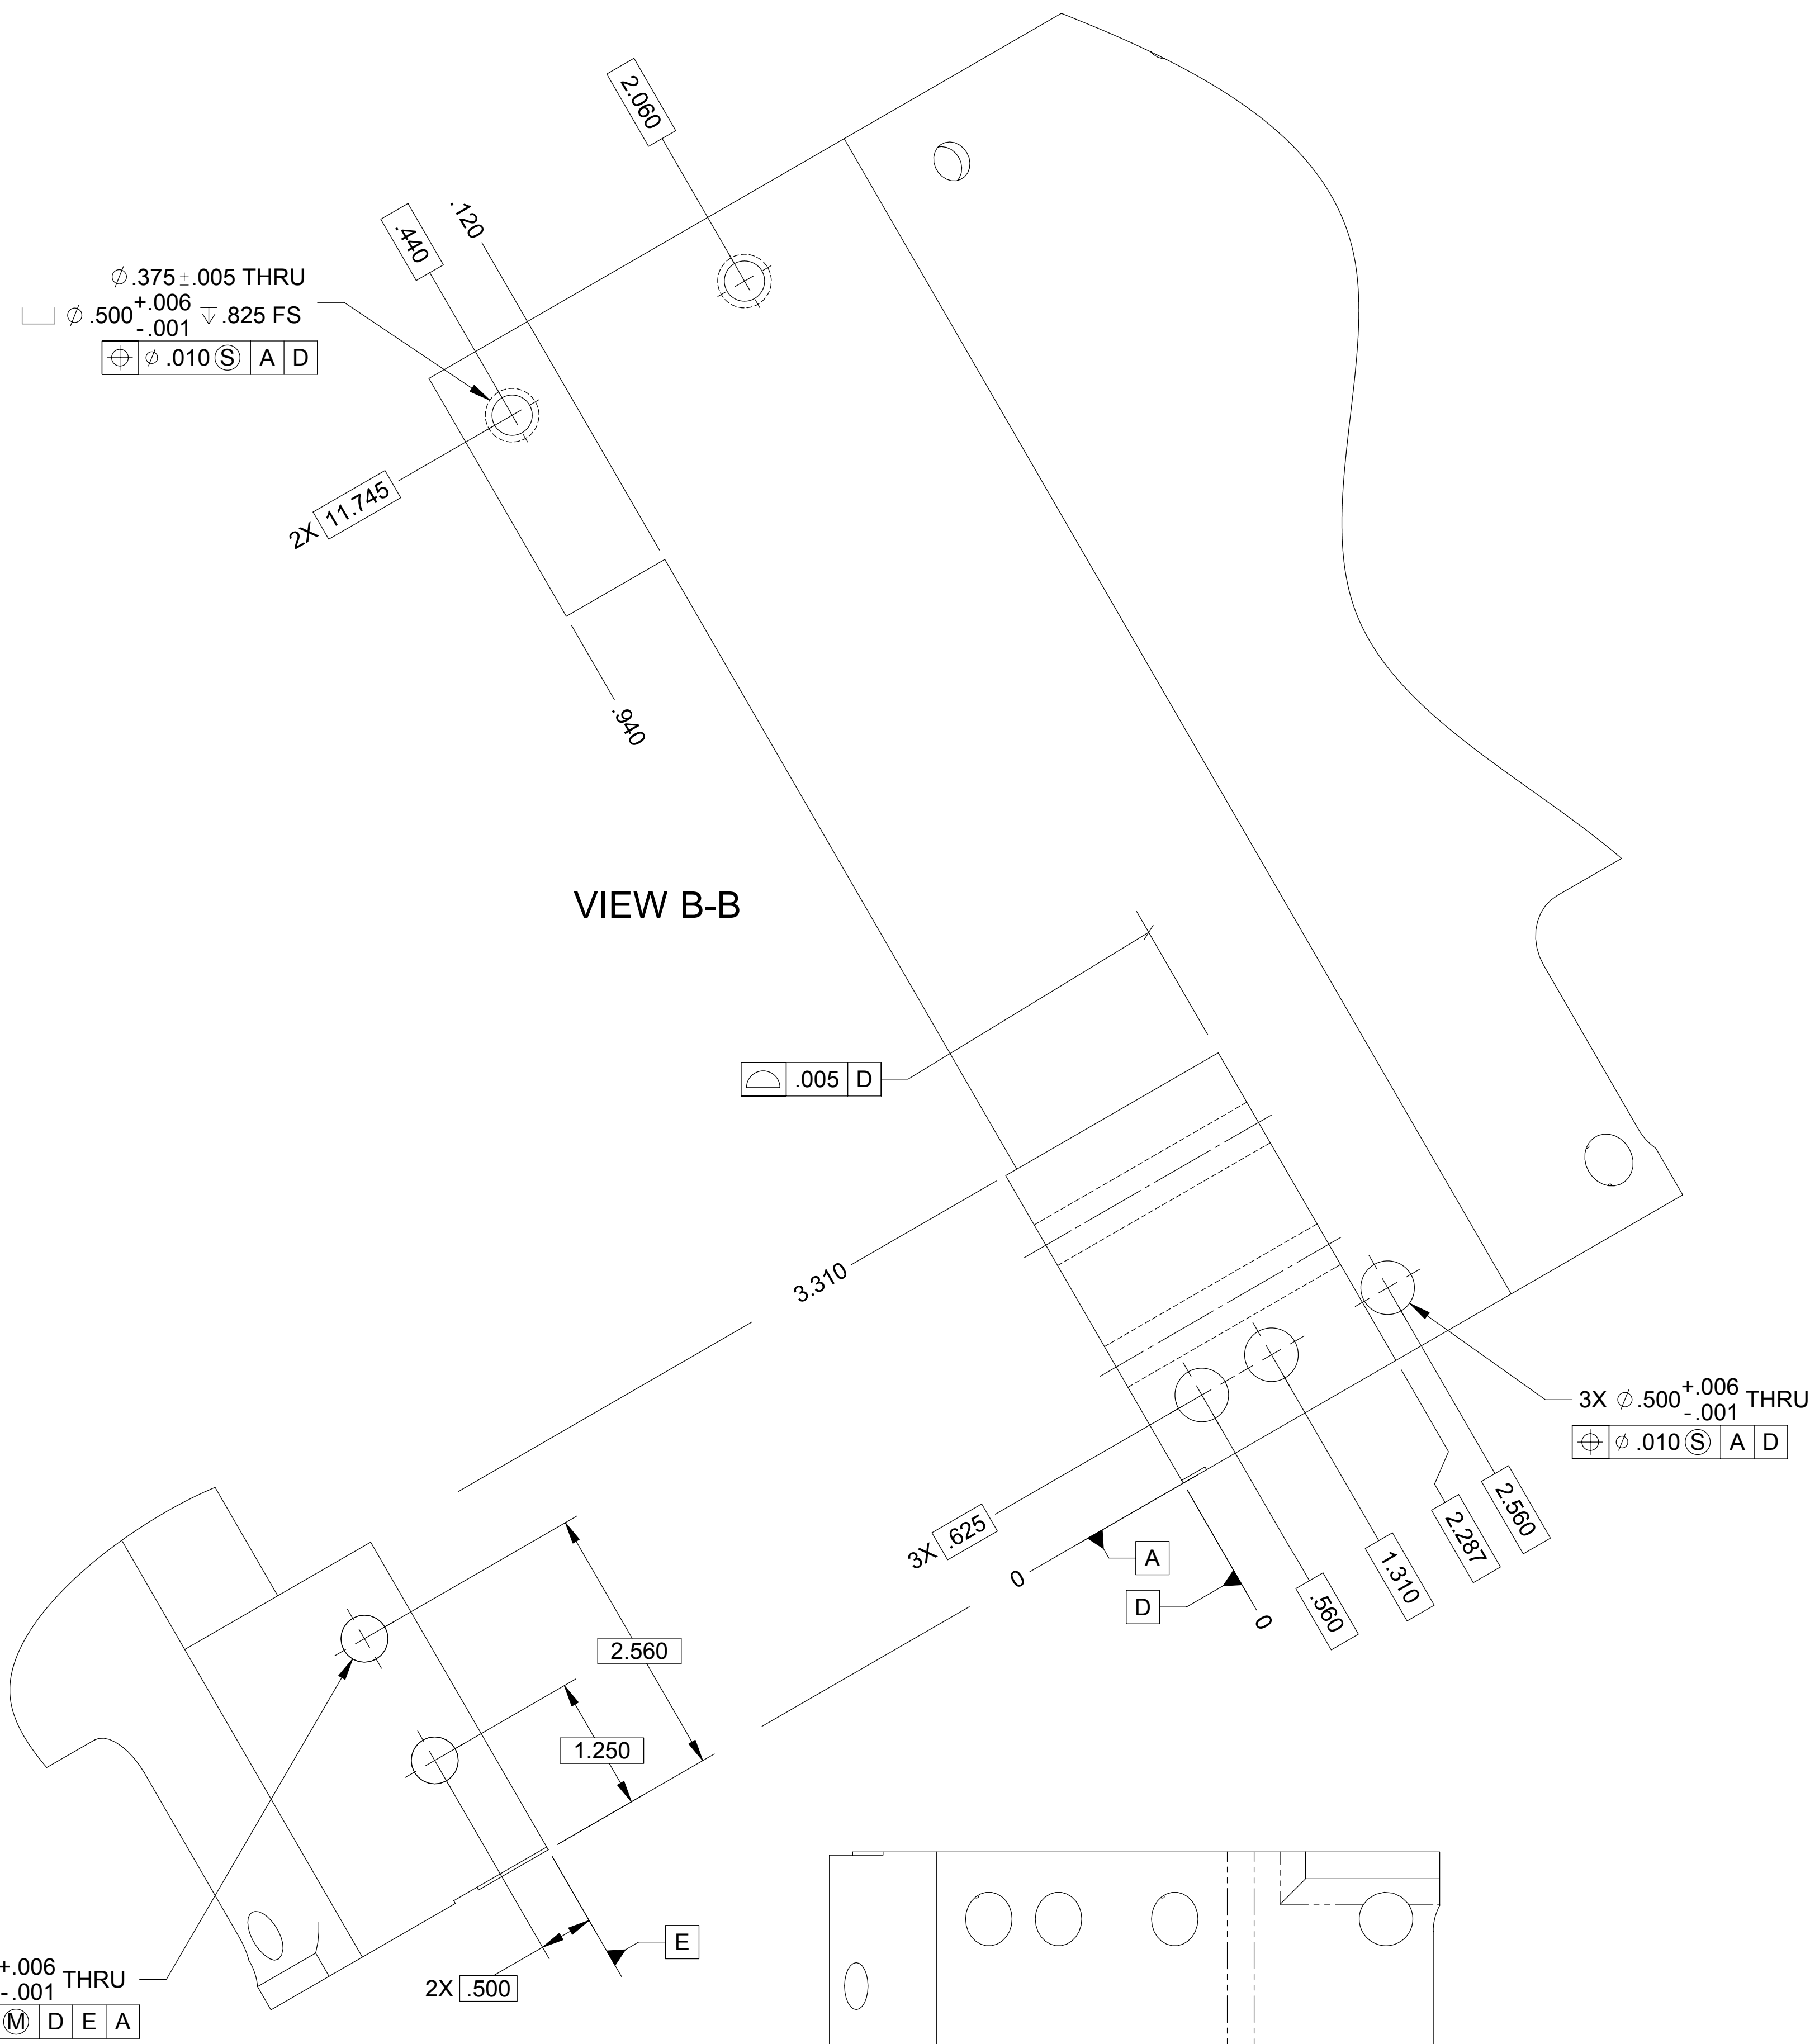 2.060
.120
.440
⌀.375±.005 THRU
⌴ ⌀.500 +.006 -.001 ↧.825 FS
⌖ ⌀.010 Ⓢ A D
2X 11.745
.940
VIEW B-B
⌓ .005 D
3.310
3X ⌀.500 +.006 -.001 THRU
⌖ ⌀.010 Ⓢ A D
2.560
2.287
1.310
.560
3X .625
0
A
D
0
2.560
1.250
E
2X .500
+.006 -.001 THRU
Ⓜ D E A